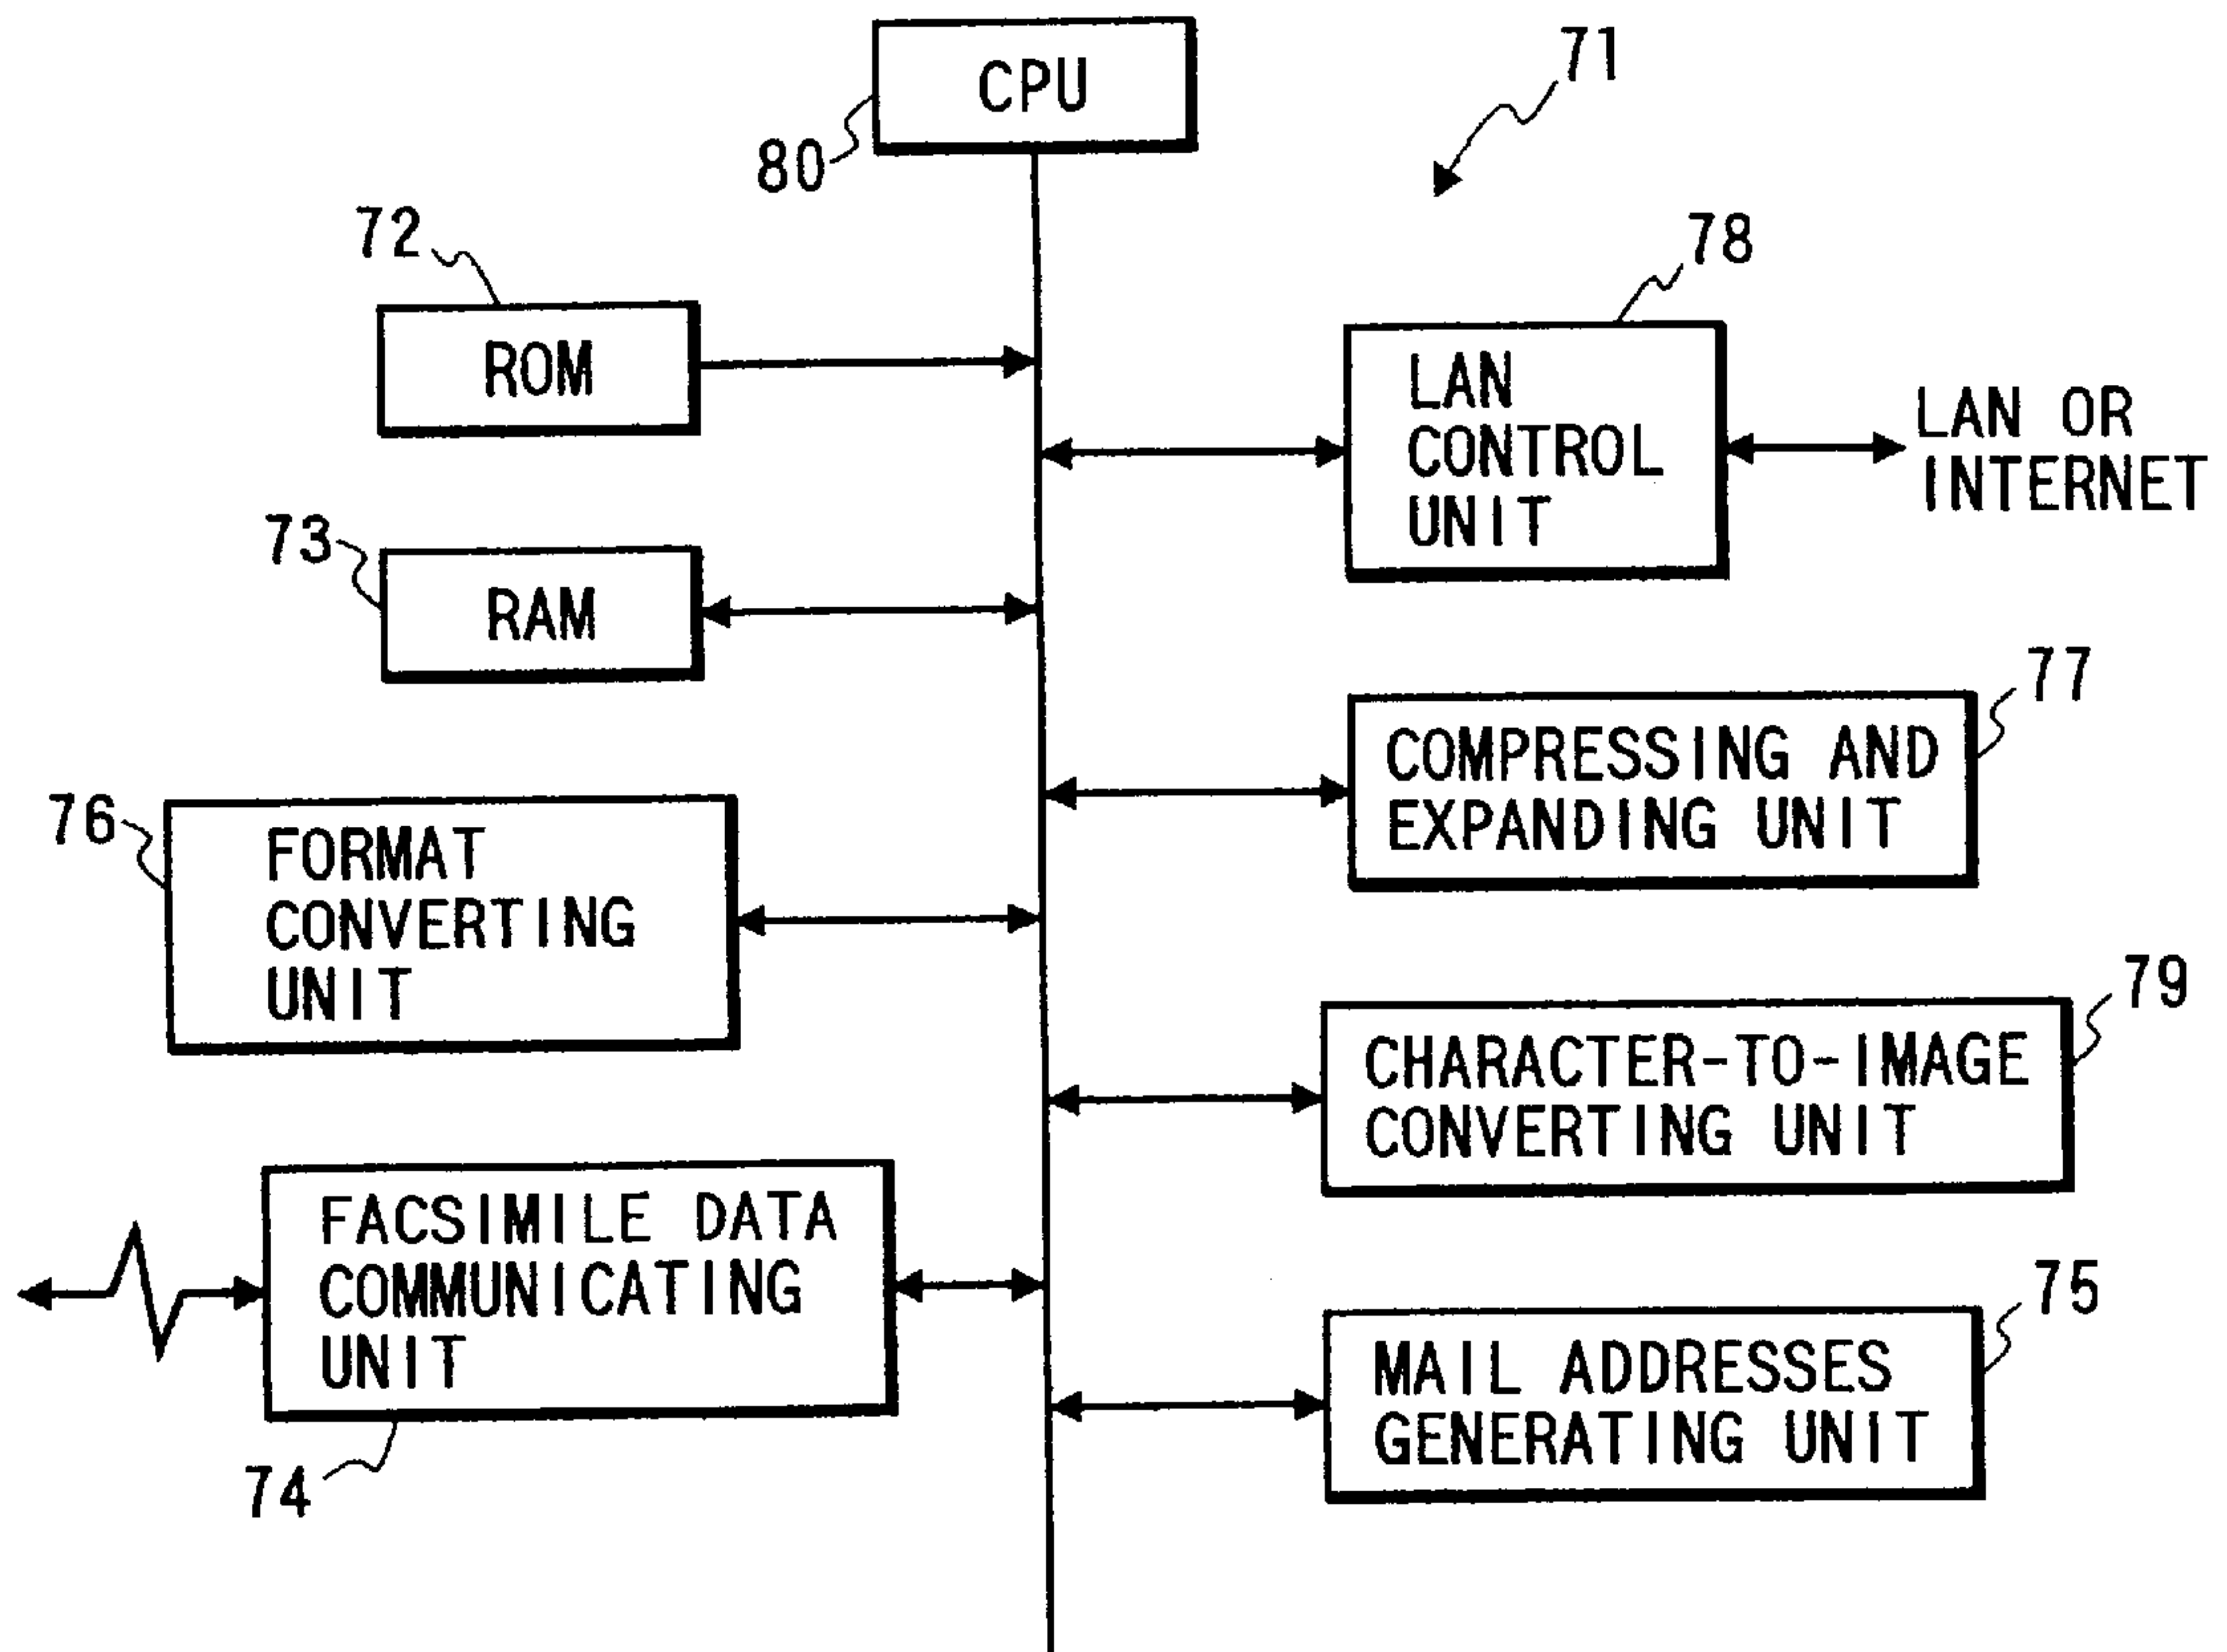 CPU
80
71
72
ROM
78
LAN
CONTROL
UNIT
LAN OR
INTERNET
73
RAM
77
COMPRESSING AND
EXPANDING UNIT
76
FORMAT
CONVERTING
UNIT
79
CHARACTER-TO-IMAGE
CONVERTING UNIT
FACSIMILE DATA
COMMUNICATING
UNIT
74
75
MAIL ADDRESSES
GENERATING UNIT